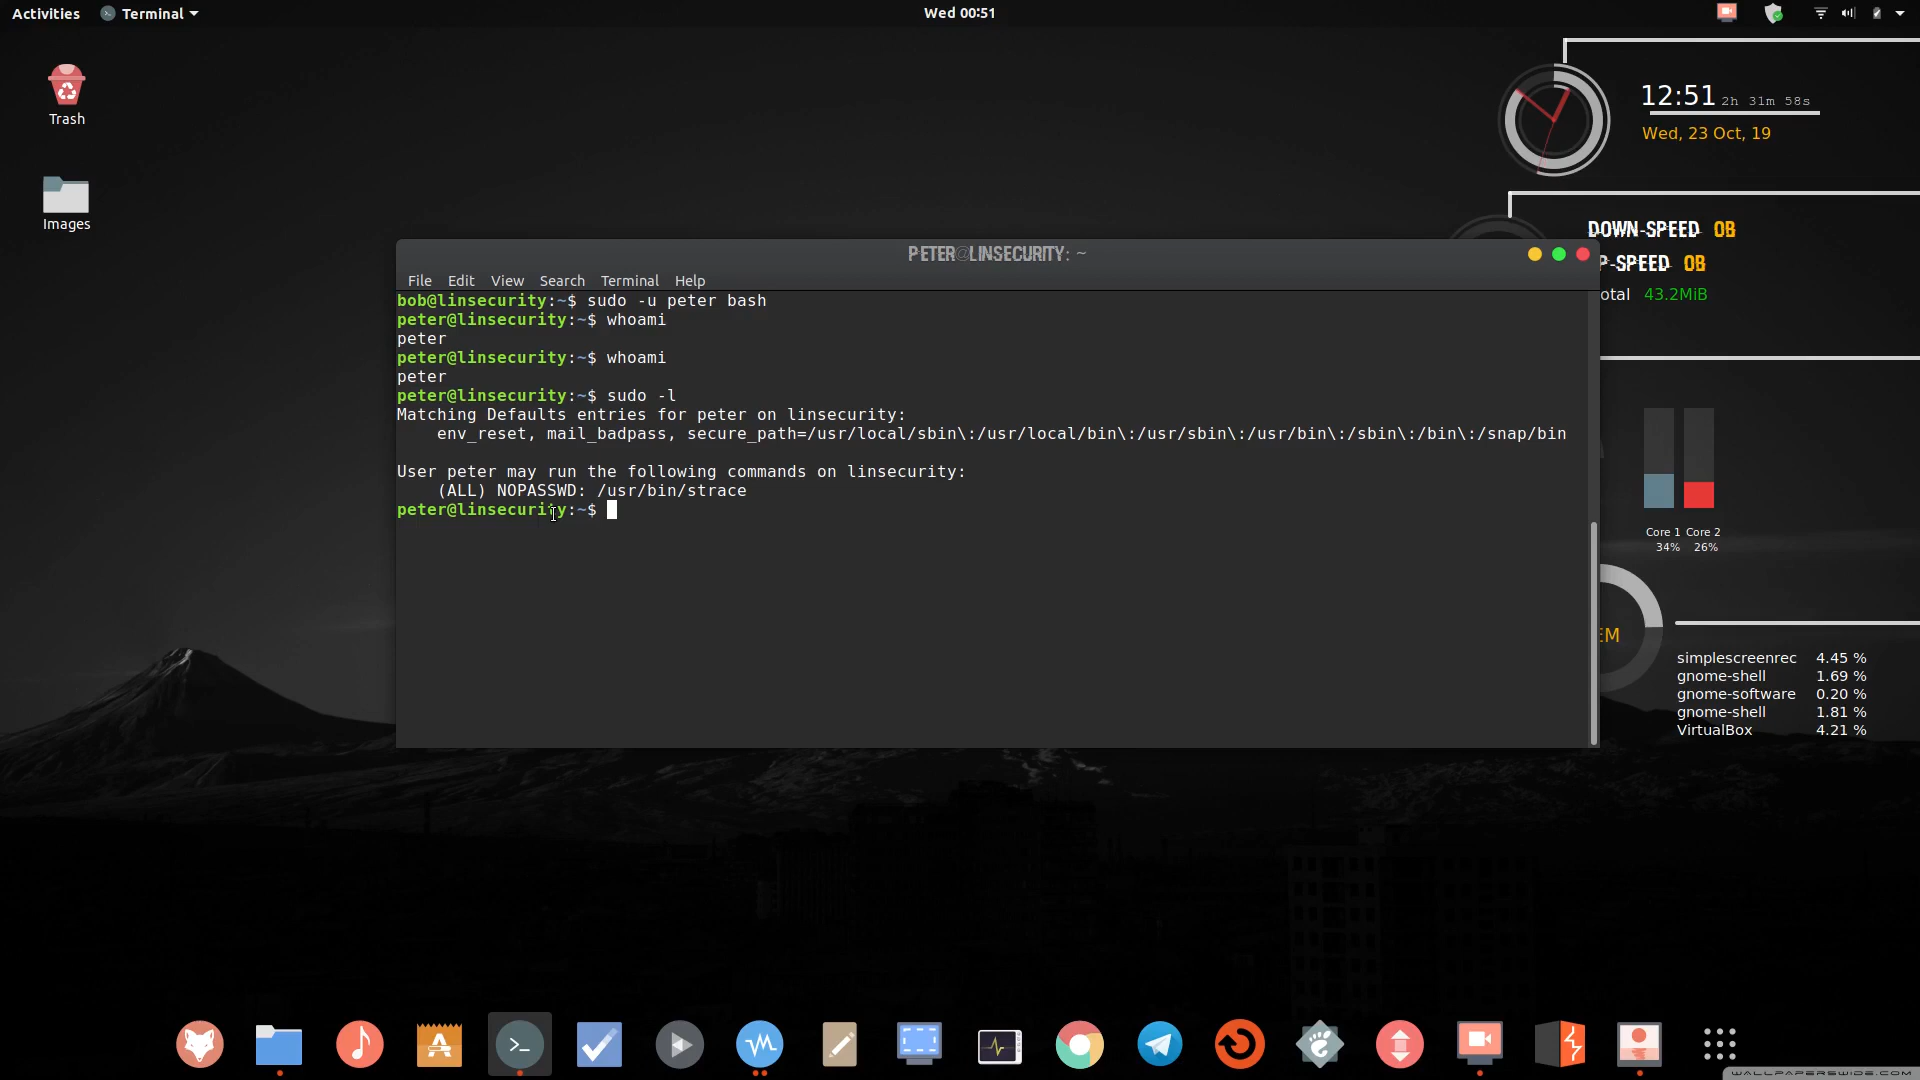 Activities Terminal
Wed 00:51
Trash
Images
12:51 2h 31m 58s
Wed, 23 Oct, 19
DOWN-SPEED 0B
P-SPEED 0B
otal 43.2MiB
PETER@LINSECURITY: ~
File Edit View Search Terminal Help
bob@linsecurity:~$ sudo -u peter bash
peter@linsecurity:~$ whoami
peter
peter@linsecurity:~$ whoami
peter
peter@linsecurity:~$ sudo -l
Matching Defaults entries for peter on linsecurity:
    env_reset, mail_badpass, secure_path=/usr/local/sbin\:/usr/local/bin\:/usr/sbin\:/usr/bin\:/sbin\:/bin\:/snap/bin
User peter may run the following commands on linsecurity:
    (ALL) NOPASSWD: /usr/bin/strace
peter@linsecurity:~$
Core 1 Core 2
34% 26%
EM
simplescreenrec 4.45 %
gnome-shell 1.69 %
gnome-software 0.20 %
gnome-shell 1.81 %
VirtualBox 4.21 %
WALLPAPERSWIDE.COM